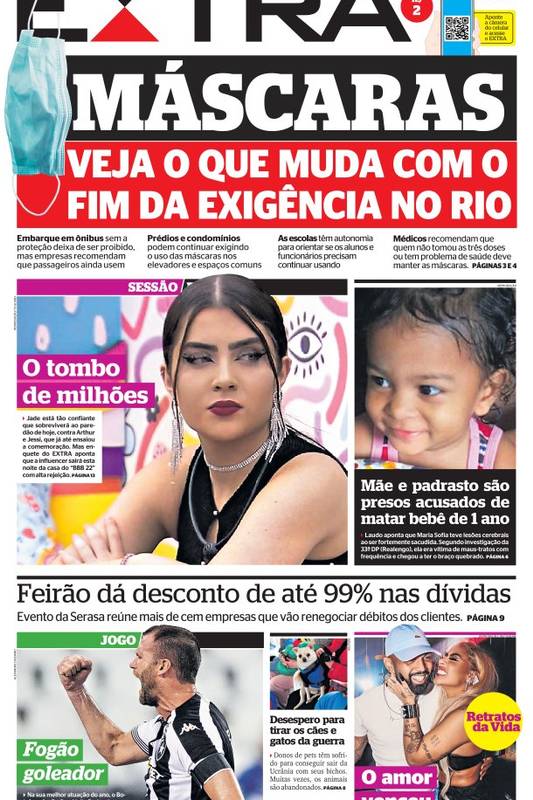 EXTRA
2
Aponte
a câmera
do celular
e acesse
o EXTRA
MÁSCARAS
VEJA O QUE MUDA COM O
FIM DA EXIGÊNCIA NO RIO
Embarque em ônibus sem a
proteção deixa de ser proibido,
mas empresas recomendam
que passageiros ainda usem
Prédios e condomínios
podem continuar exigindo
o uso das máscaras nos
elevadores e espaços comuns
As escolas têm autonomia
para orientar se os alunos e
funcionários precisam
continuar usando
Médicos recomendam que
quem não tomou as três doses
ou tem problema de saúde deve
manter as máscaras. PÁGINAS 3 E 4
SESSÃO
O tombo
de milhões
Jade está tão confiante
que sobreviverá ao pare-
dão de hoje, contra Arthur
e Jessi, que já até ensaiou
a comemoração. Mas en-
quete do EXTRA aponta
que a influencer sairá esta
noite da casa do "BBB 22"
com alta rejeição. PÁGINA 13
Mãe e padrasto são
presos acusados de
matar bebê de 1 ano
Laudo aponta que Maria Sofia teve lesões cerebrais
ao ser fortemente sacudida. Segundo investigação da
33ª DP (Realengo), ela era vítima de maus-tratos com
frequência e chegou a ter o braço quebrado. PÁGINA 6
Feirão dá desconto de até 99% nas dívidas
Evento da Serasa reúne mais de cem empresas que vão renegociar débitos dos clientes. PÁGINA 9
JOGO
Fogão
goleador
Na sua melhor atuação do ano, o Bo-
Desespero para
tirar os cães e
gatos da guerra
Donos de pets têm sofri-
do para conseguir sair da
Ucrânia com seus bichos.
Muitas vezes, os animais
são abandonados. PÁGINA 8
Retratos
da Vida
O amor
venceu